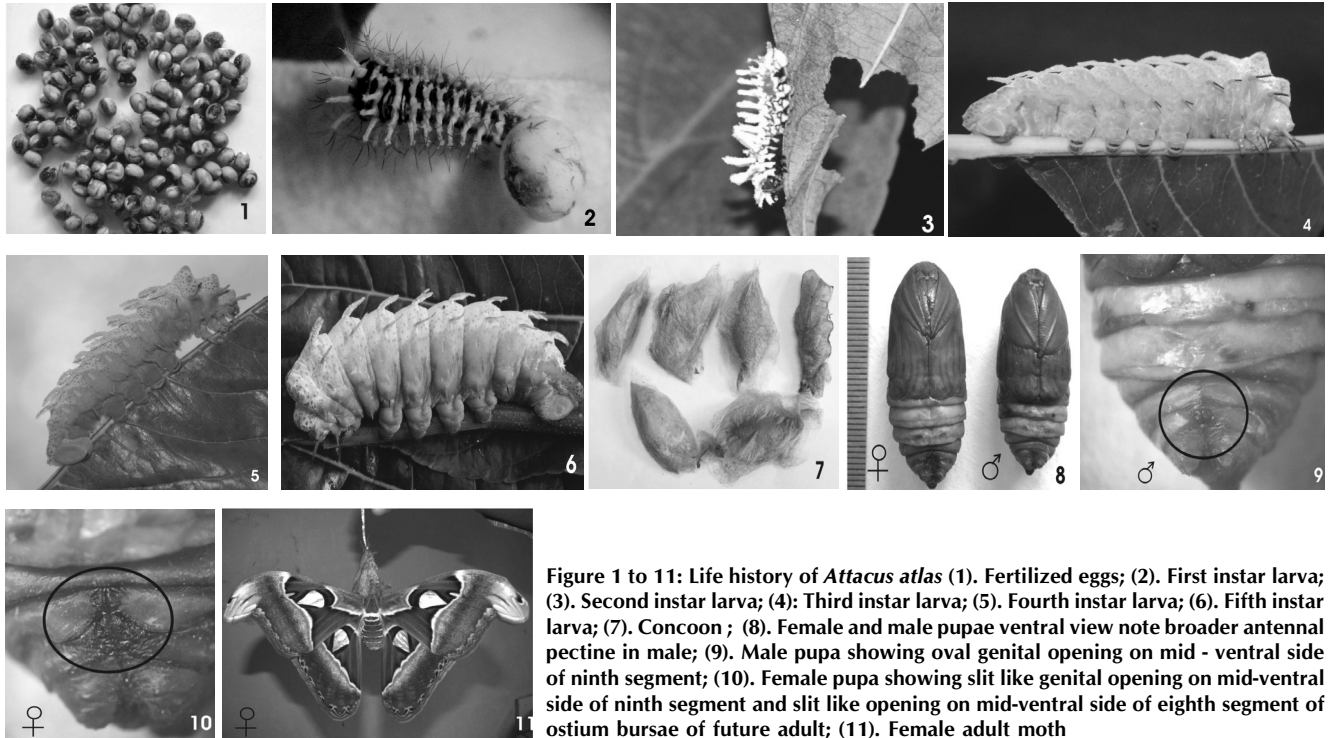 1
2
3
4
5
6
7
♀ ♂ 8
♂ 9
♀ 10
♀ 11
Figure 1 to 11: Life history of Attacus atlas (1). Fertilized eggs; (2). First instar larva;
(3). Second instar larva; (4): Third instar larva; (5). Fourth instar larva; (6). Fifth instar
larva; (7). Concoon ; (8). Female and male pupae ventral view note broader antennal
pectine in male; (9). Male pupa showing oval genital opening on mid - ventral side
of ninth segment; (10). Female pupa showing slit like genital opening on mid-ventral
side of ninth segment and slit like opening on mid-ventral side of eighth segment of
ostium bursae of future adult; (11). Female adult moth